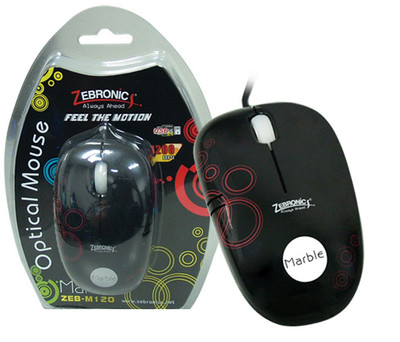 ZEBRONICS
Always Ahead
FEEL THE MOTION
Optical Mouse
Marble
ZEB-M120
www.zebronics.net
ZEBRONICS
Always Ahead
Marble